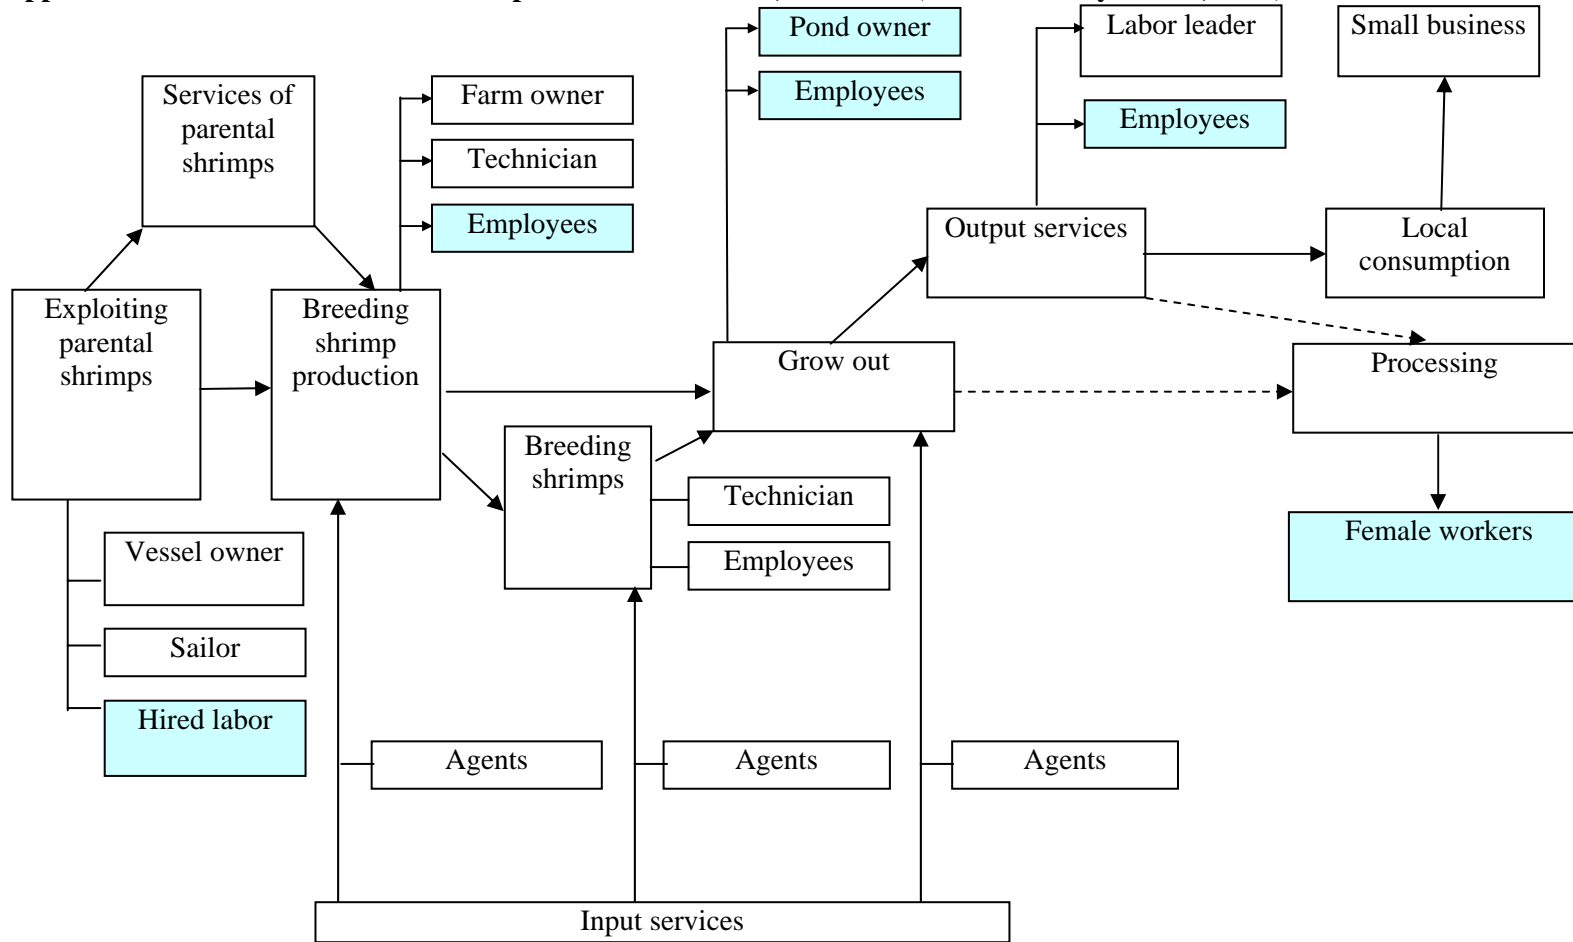 Pond owner
Labor leader
Small business
Services of
parental
shrimps
Farm owner
Employees
Employees
Technician
Employees
Output services
Local
consumption
Exploiting
parental
shrimps
Breeding
shrimp
production
Grow out
Processing
Breeding
shrimps
Technician
Vessel owner
Employees
Female workers
Sailor
Hired labor
Agents
Agents
Agents
Input services